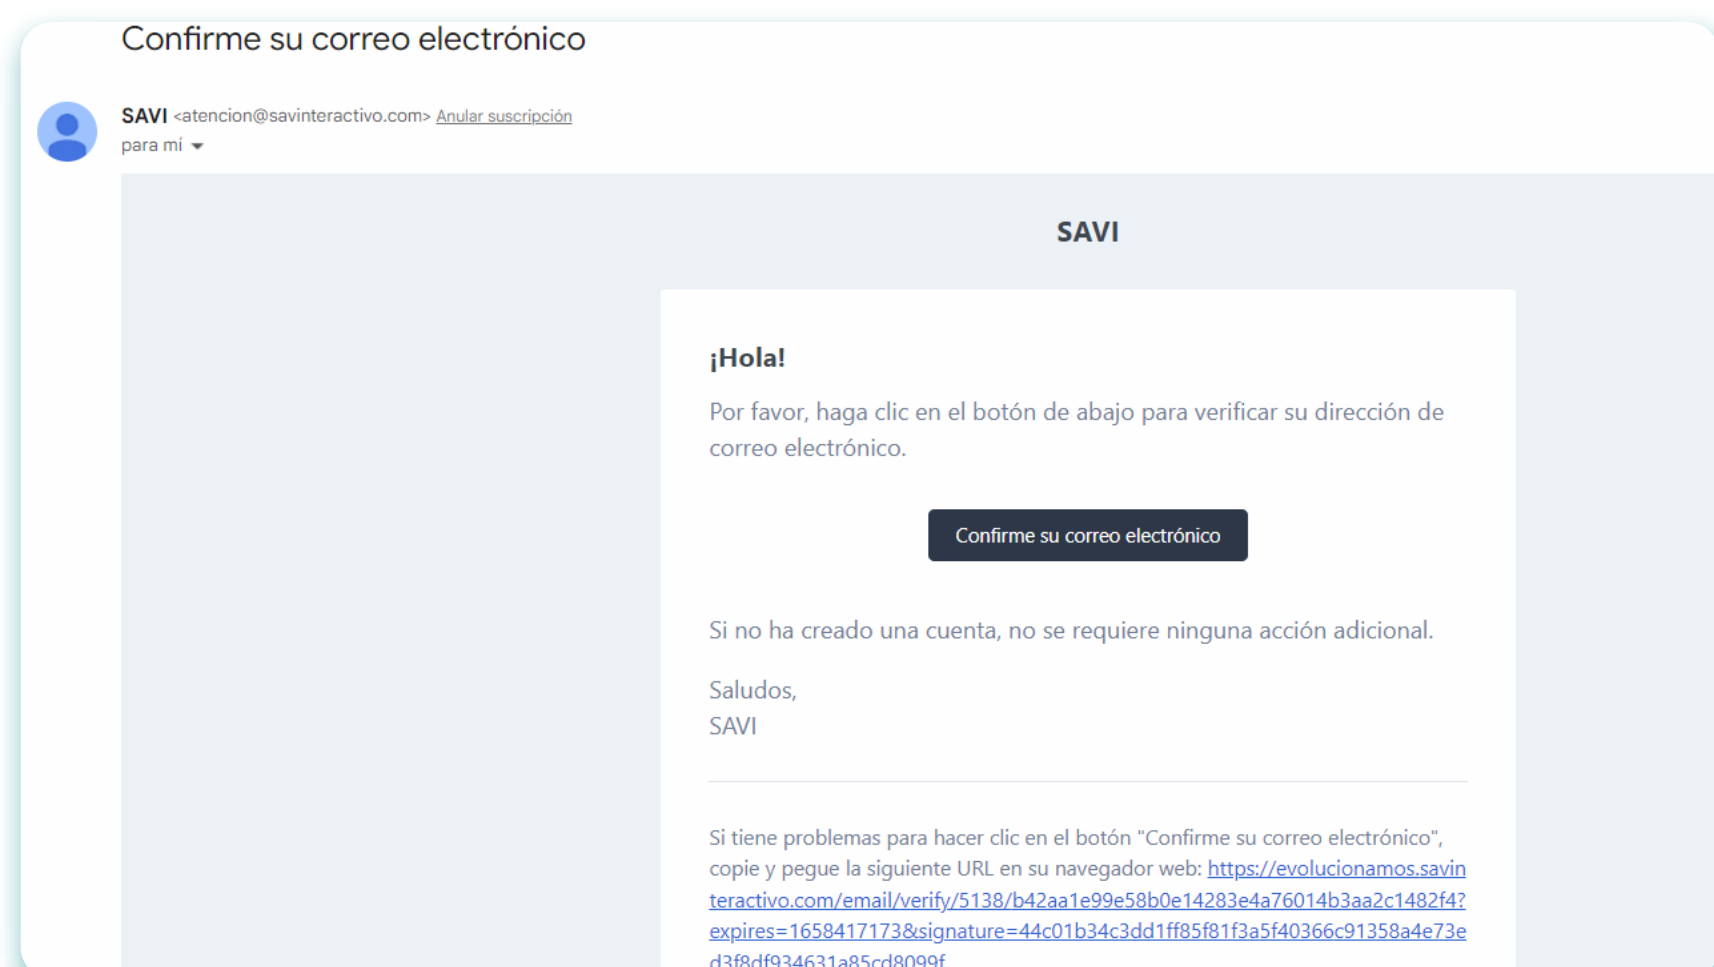 Confirme su correo electrónico
SAVI <atencion@savinteractivo.com> Anular suscripción
para mí
SAVI
¡Hola!
Por favor, haga clic en el botón de abajo para verificar su dirección de
correo electrónico.
Confirme su correo electrónico
Si no ha creado una cuenta, no se requiere ninguna acción adicional.
Saludos,
SAVI
Si tiene problemas para hacer clic en el botón "Confirme su correo electrónico",
copie y pegue la siguiente URL en su navegador web: https://evolucionamos.savin
teractivo.com/email/verify/5138/b42aa1e99e58b0e14283e4a76014b3aa2c1482f4?
expires=1658417173&signature=44c01b34c3dd1ff85f81f3a5f40366c91358a4e73e
d3f8df934631a85cd8099f